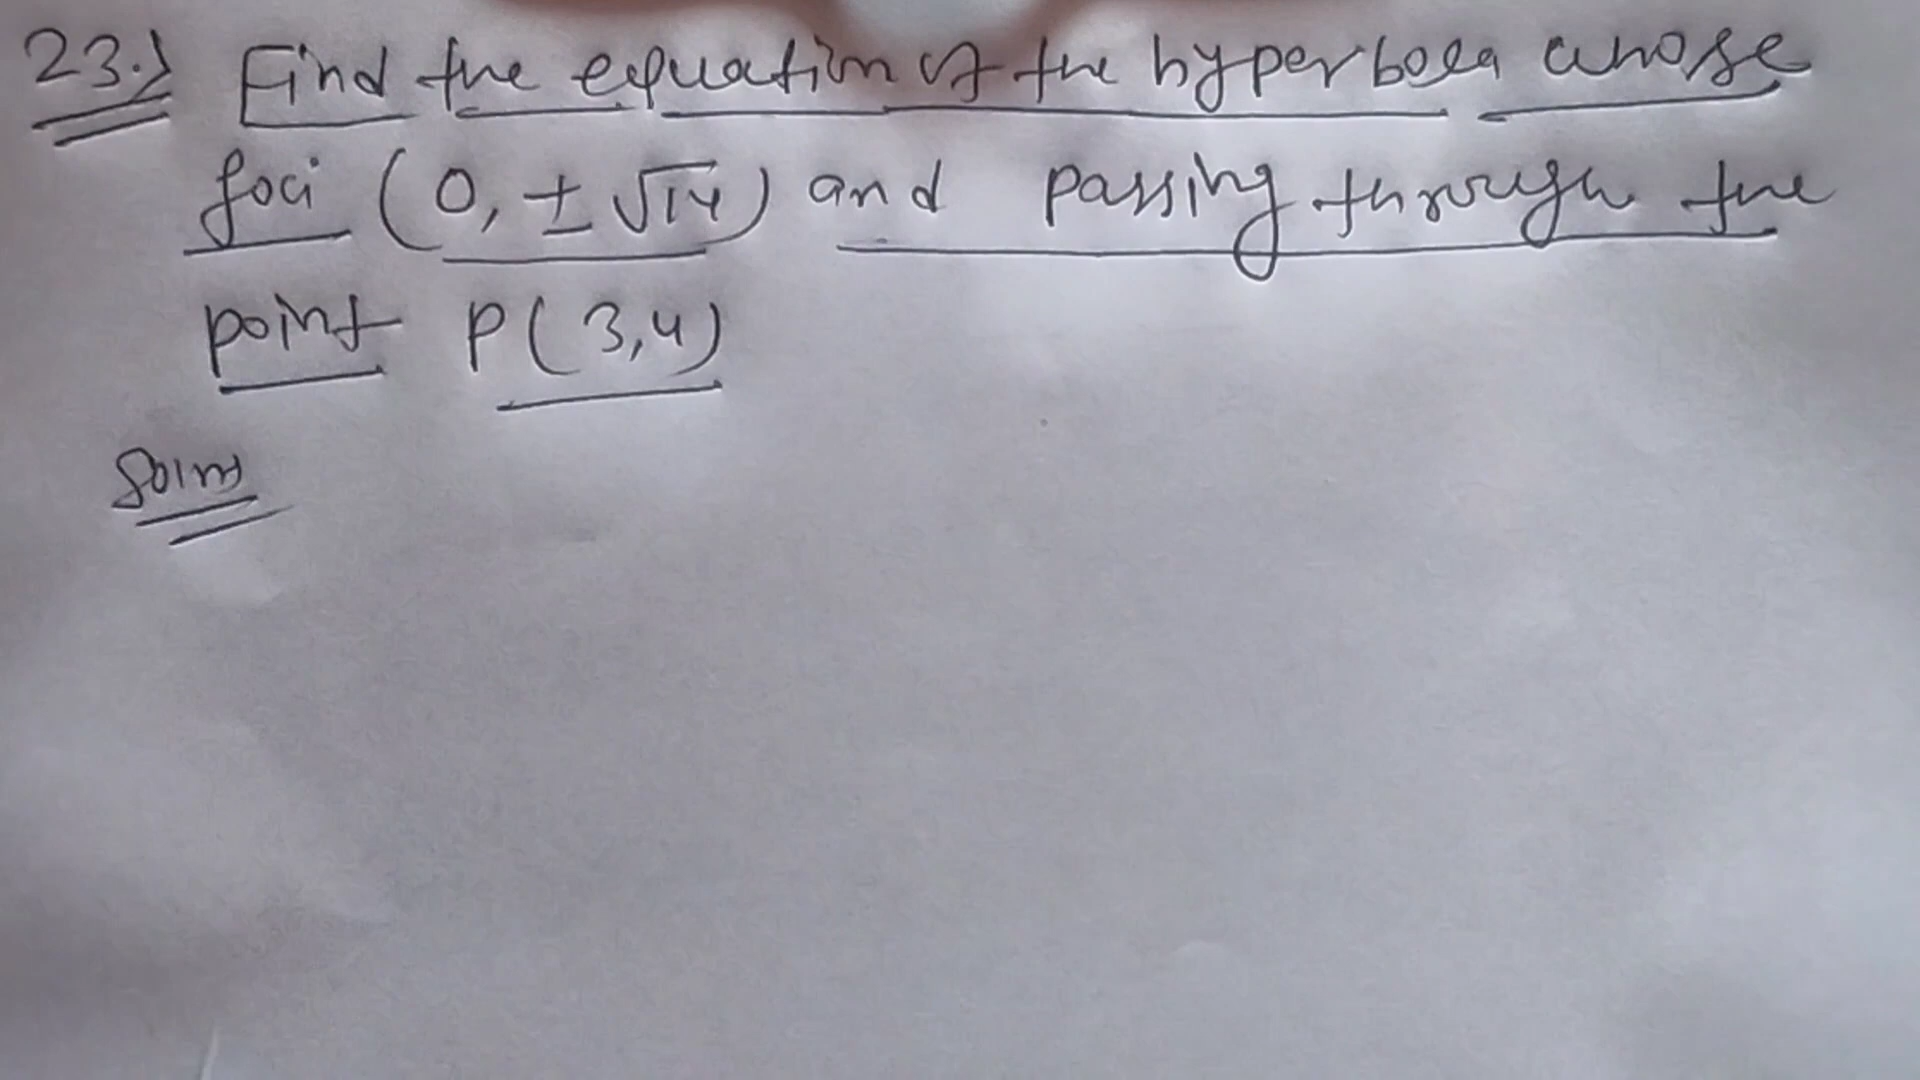 23.> Find the equation of the hyperbola whose
foci (0, ± √14) and passing through the
point P(3,4)
Soln